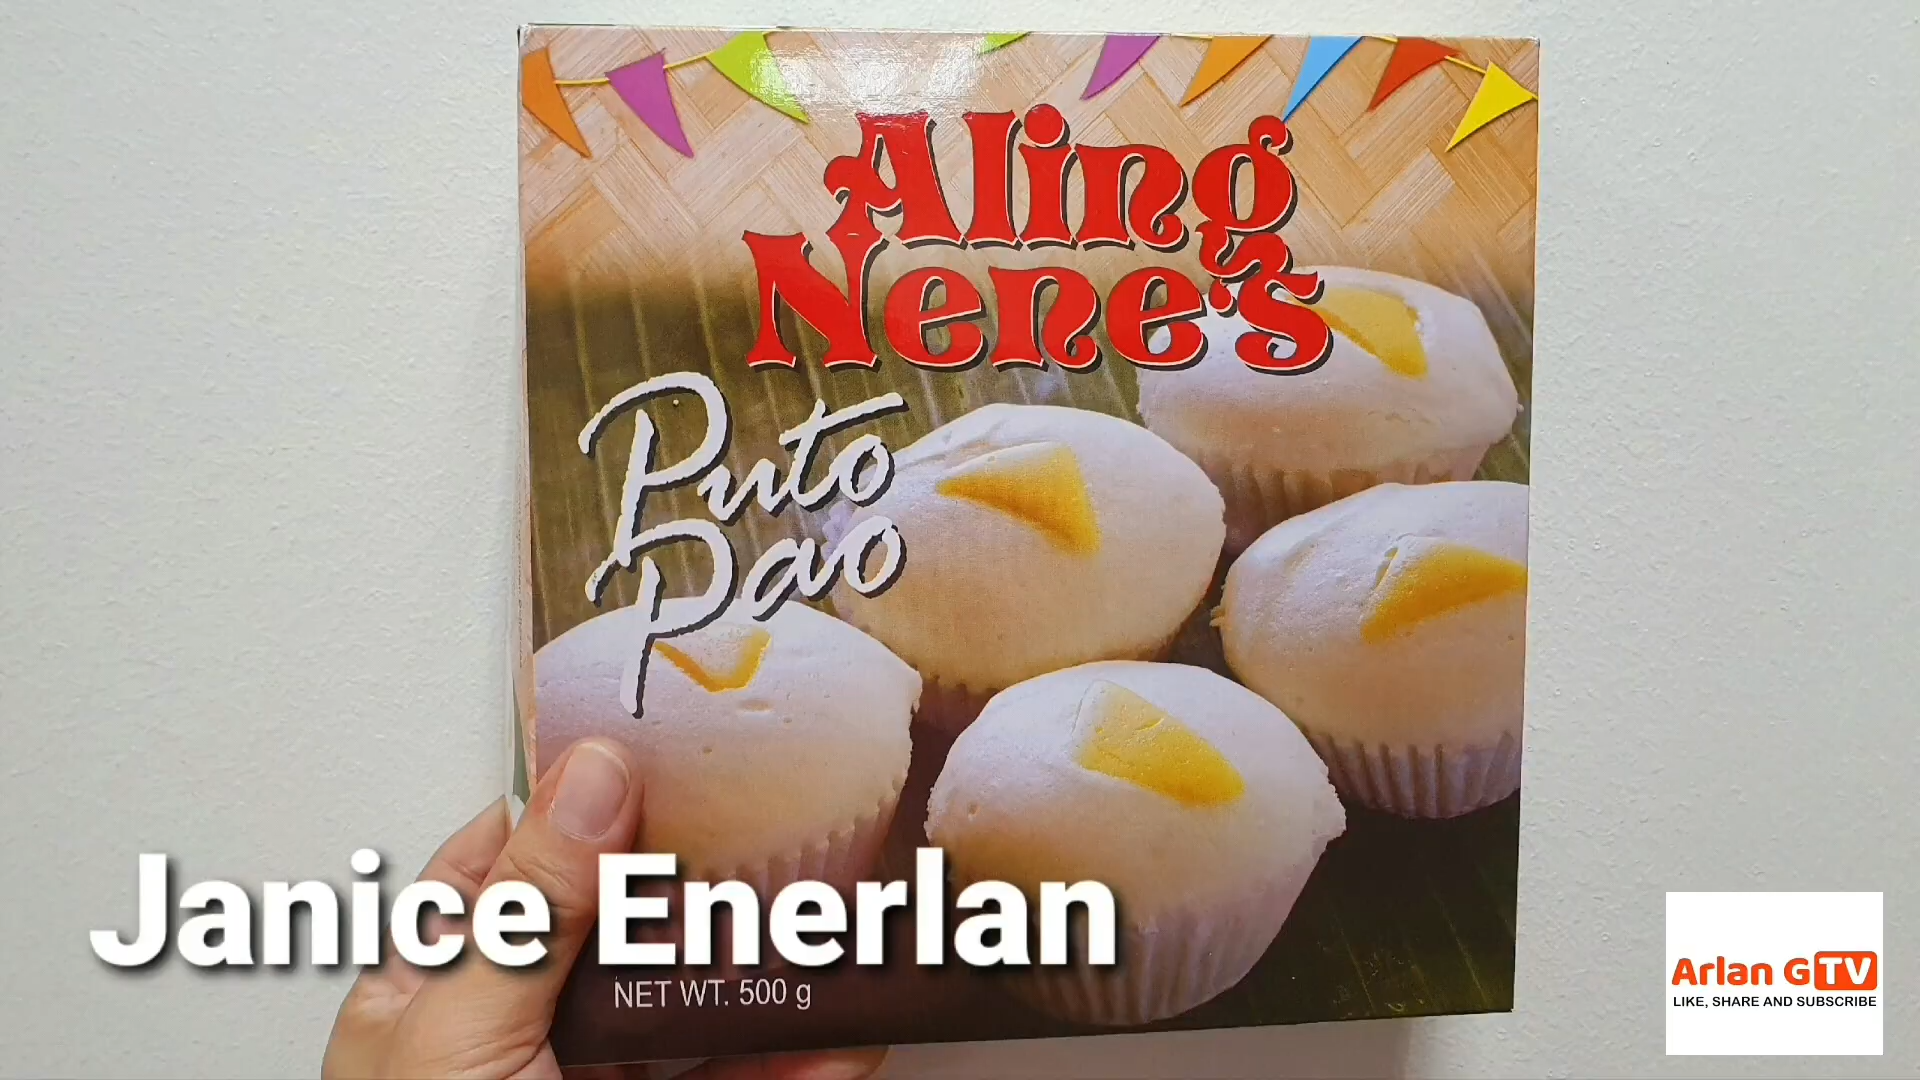 Aling
Nene's
Puto
Pao
Janice Enerlan
NET WT. 500 g
Arlan GTV
LIKE, SHARE AND SUBSCRIBE